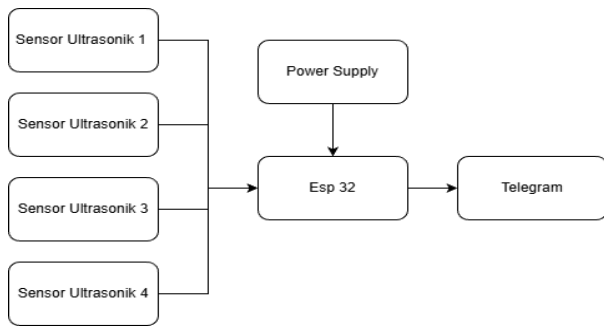 Sensor Ultrasonik 1
Power Supply
Sensor Ultrasonik 2
Esp 32
Telegram
Sensor Ultrasonik 3
Sensor Ultrasonik 4